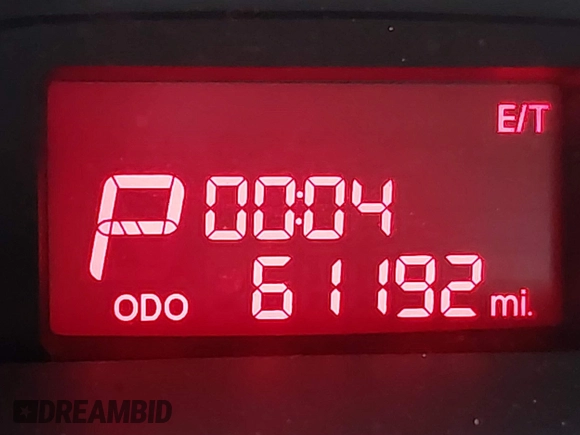 E/T
P 00:04
ODO 61192 mi.
DREAMBID